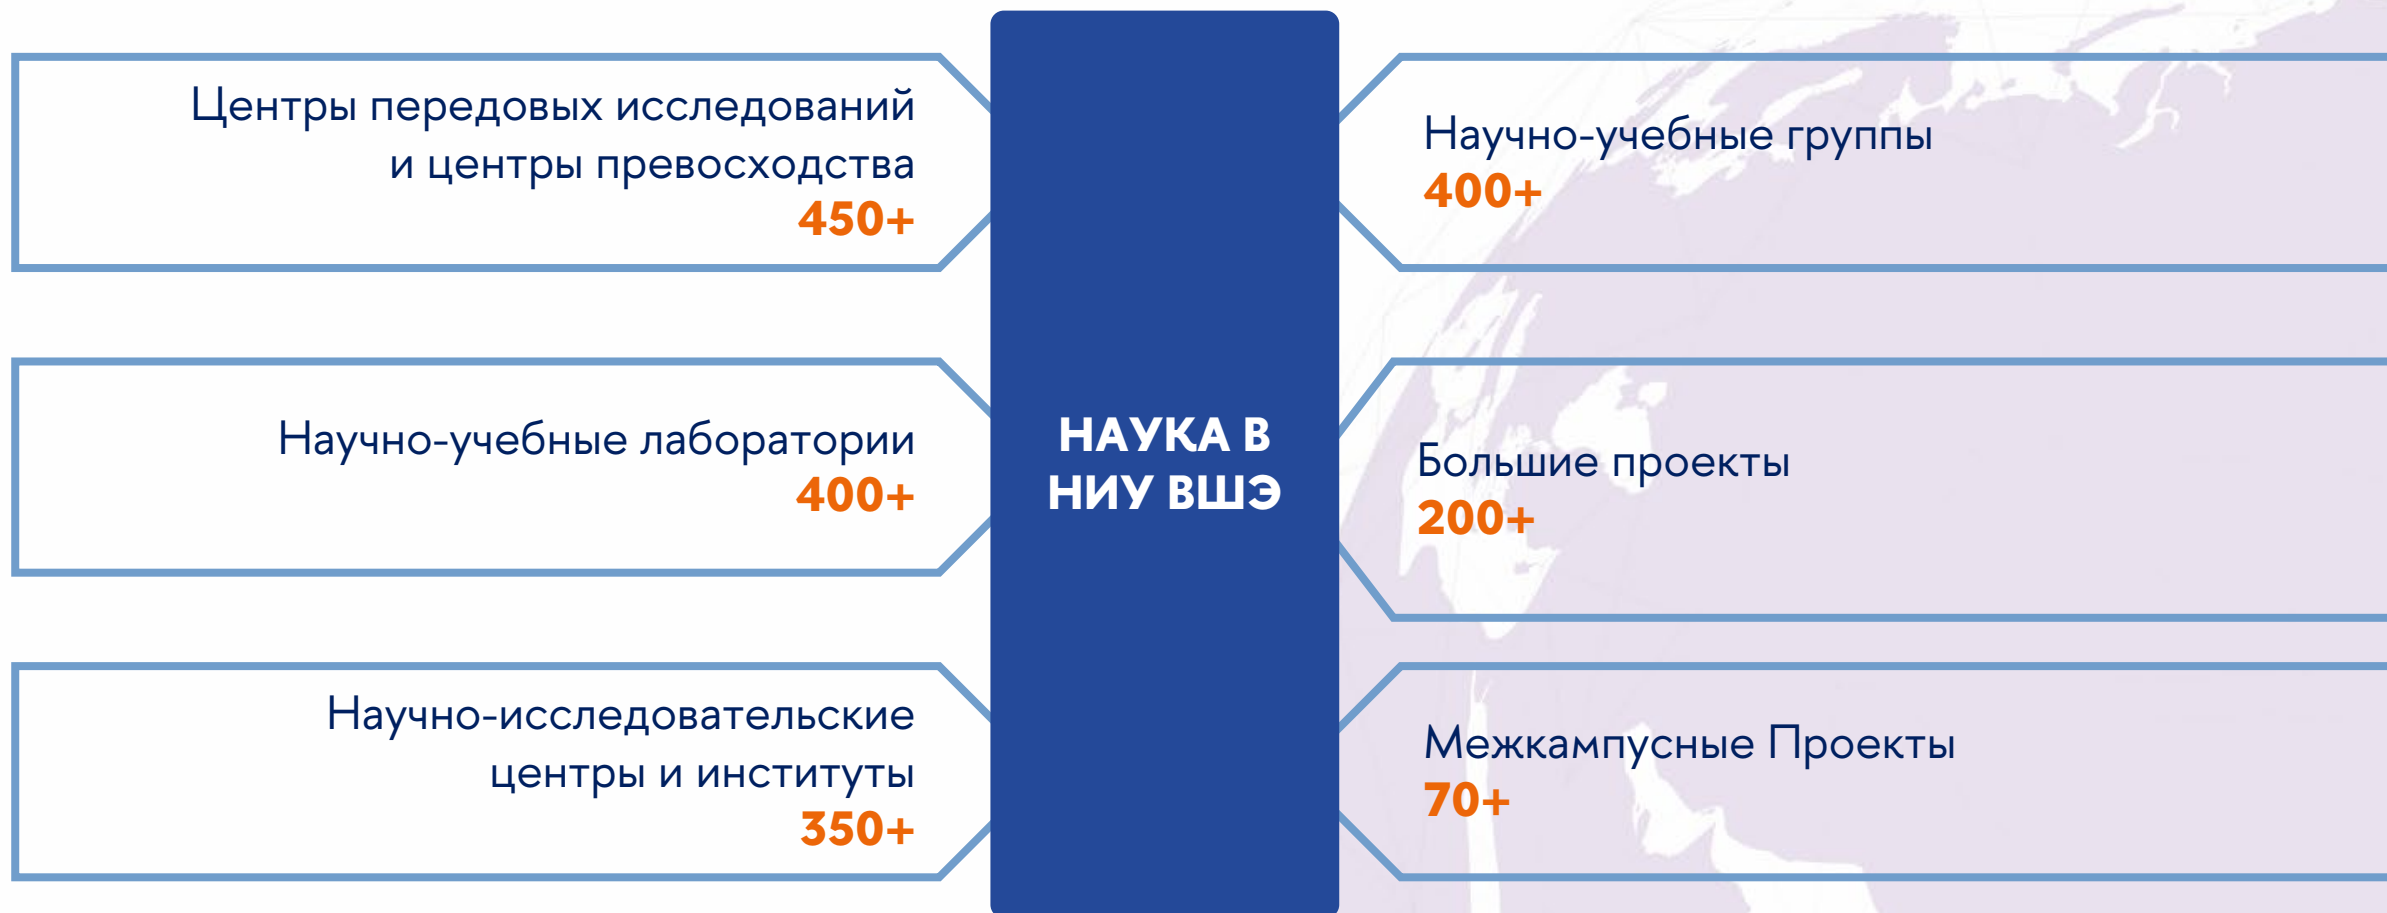 Центры передовых исследований
и центры превосходства
450+
Научно-учебные лаборатории
400+
Научно-исследовательские
центры и институты
350+
НАУКА В
НИУ ВШЭ
Научно-учебные группы
400+
Большие проекты
200+
Межкампусные Проекты
70+